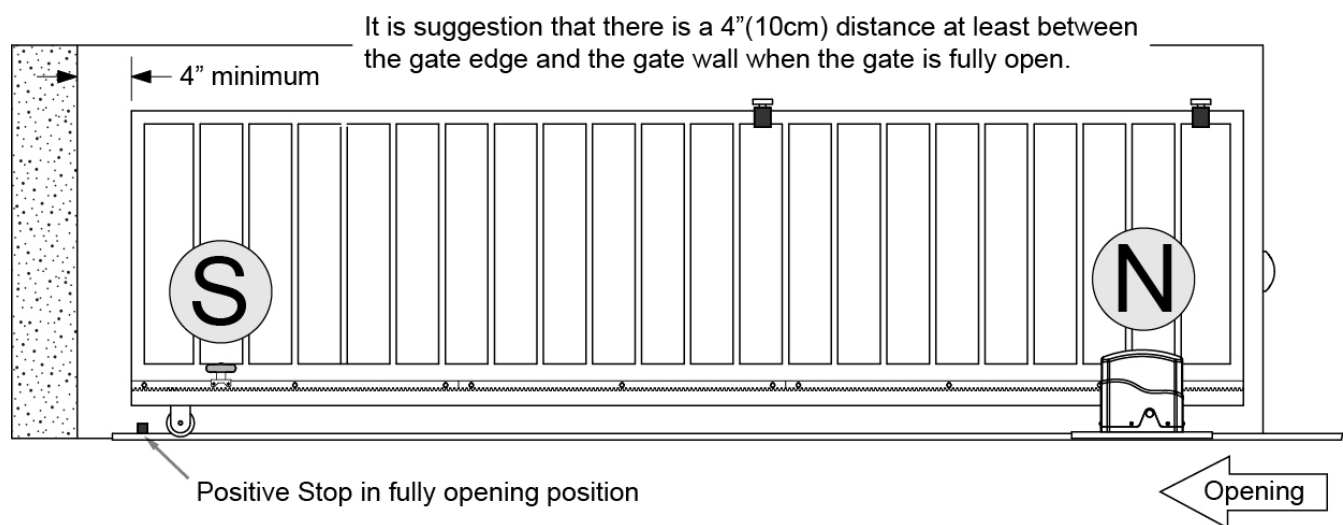 It is suggestion that there is a 4”(10cm) distance at least between
the gate edge and the gate wall when the gate is fully open.
4” minimum
S
N
Positive Stop in fully opening position
Opening